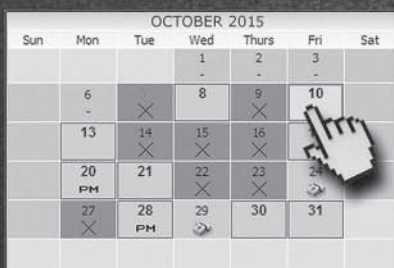 OCTOBER 2015
Sun Mon Tue Wed Thurs Fri Sat
1 2 3
- - -
6 8 9 10
-
13 14 15 16
20 21 22 23 24
PM
27 28 29 30 31
PM